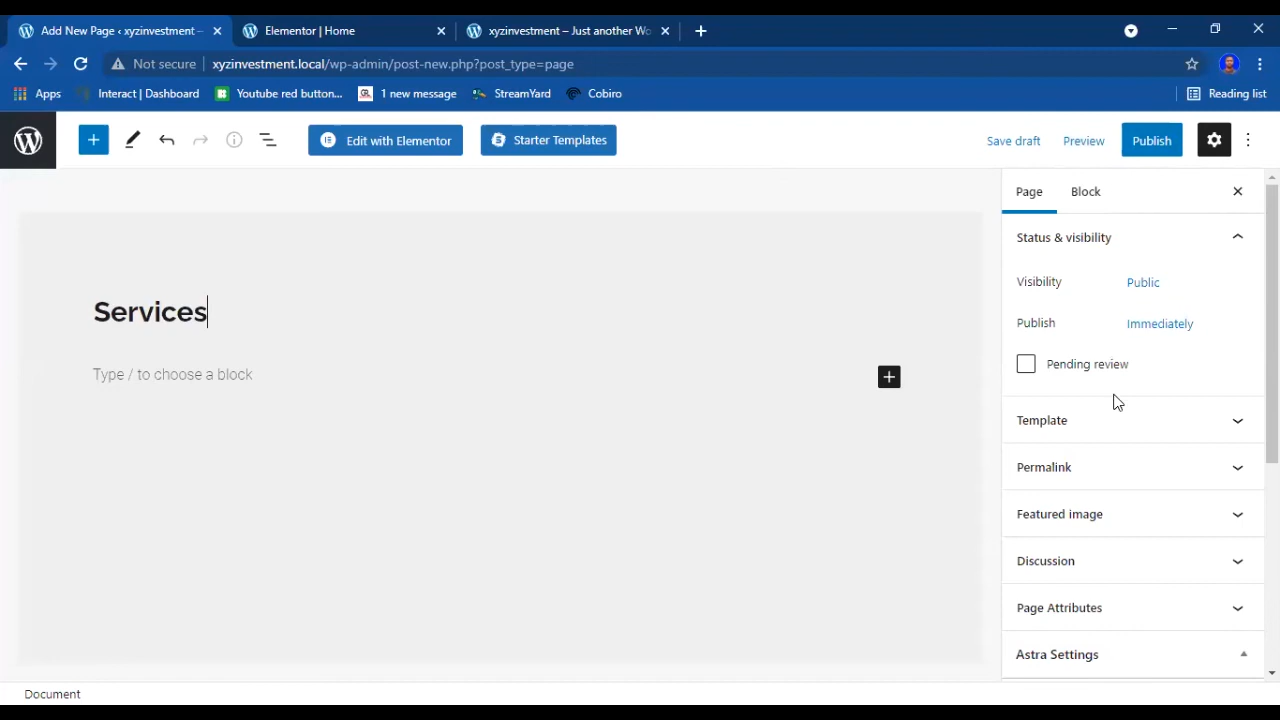 Add New Page ‹ xyzinvestment –
Elementor | Home
xyzinvestment – Just another Wo
Not secure
xyzinvestment.local/wp-admin/post-new.php?post_type=page
Apps
Interact | Dashboard
Youtube red button...
1 new message
StreamYard
Cobiro
Reading list
Edit with Elementor
Starter Templates
Save draft
Preview
Publish
Page
Block
Status & visibility
Visibility
Public
Publish
Immediately
Pending review
Template
Permalink
Featured image
Discussion
Page Attributes
Astra Settings
Services
Type / to choose a block
Document